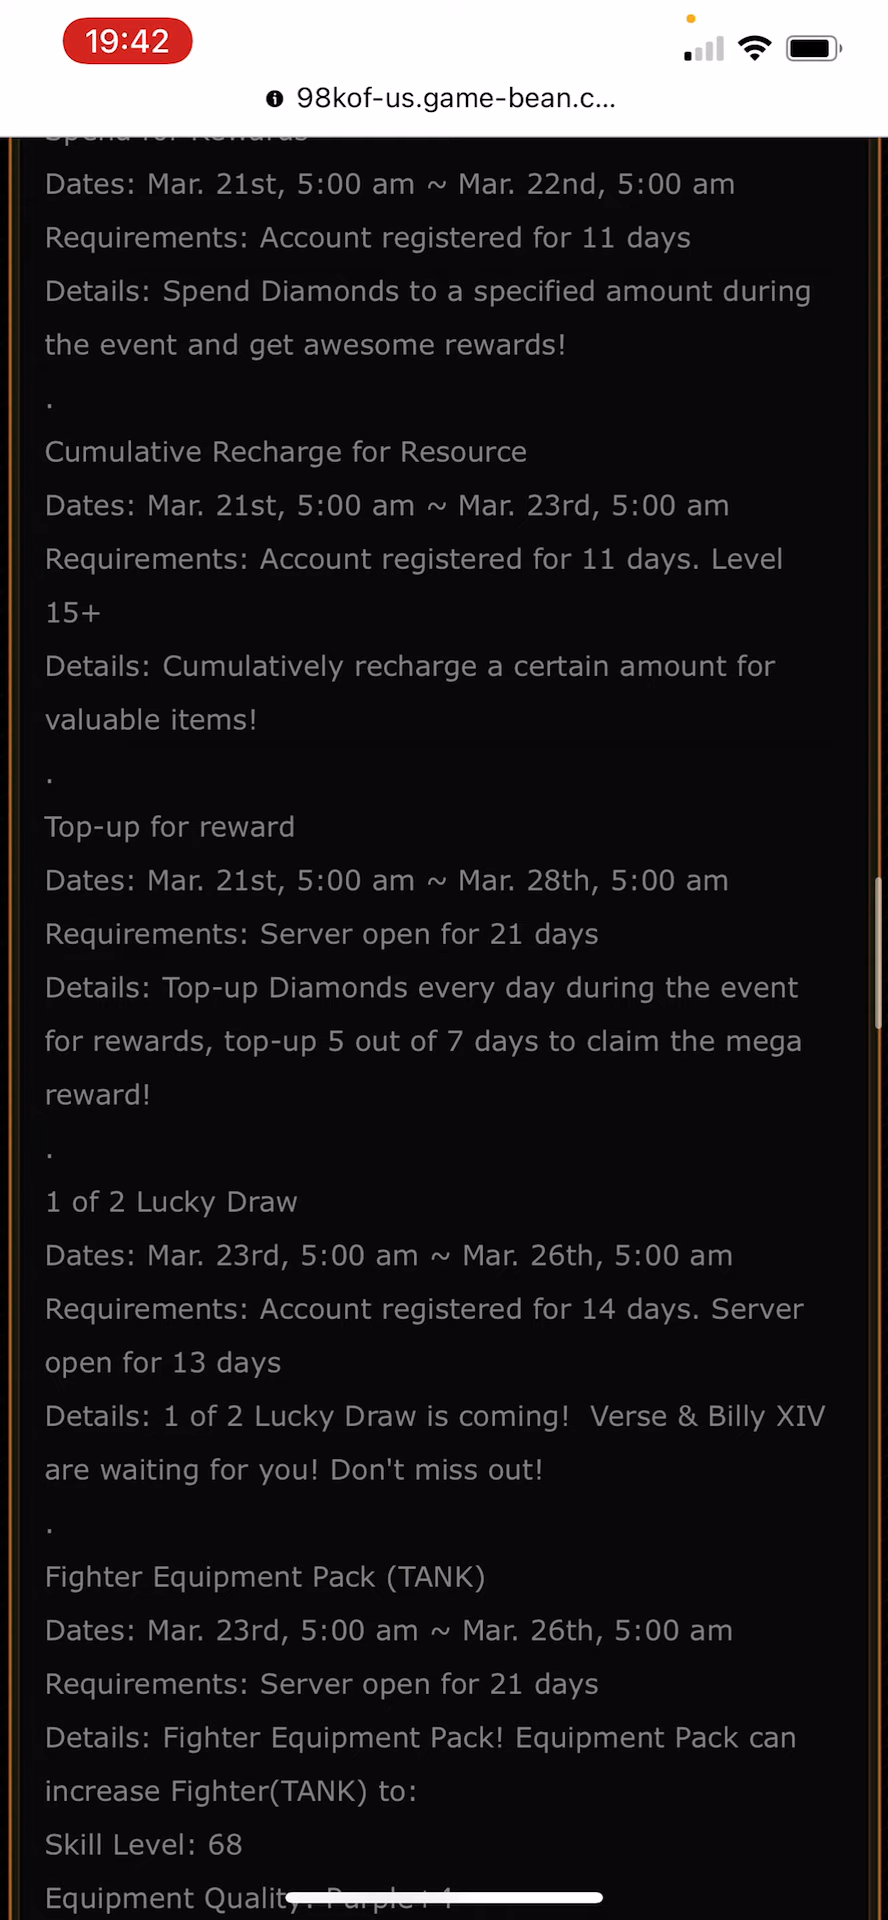 19:42
98kof-us.game-bean.c...
Spend for Rewards
Dates: Mar. 21st, 5:00 am ~ Mar. 22nd, 5:00 am
Requirements: Account registered for 11 days
Details: Spend Diamonds to a specified amount during
the event and get awesome rewards!
.
Cumulative Recharge for Resource
Dates: Mar. 21st, 5:00 am ~ Mar. 23rd, 5:00 am
Requirements: Account registered for 11 days. Level
15+
Details: Cumulatively recharge a certain amount for
valuable items!
.
Top-up for reward
Dates: Mar. 21st, 5:00 am ~ Mar. 28th, 5:00 am
Requirements: Server open for 21 days
Details: Top-up Diamonds every day during the event
for rewards, top-up 5 out of 7 days to claim the mega
reward!
.
1 of 2 Lucky Draw
Dates: Mar. 23rd, 5:00 am ~ Mar. 26th, 5:00 am
Requirements: Account registered for 14 days. Server
open for 13 days
Details: 1 of 2 Lucky Draw is coming!  Verse & Billy XIV
are waiting for you! Don't miss out!
.
Fighter Equipment Pack (TANK)
Dates: Mar. 23rd, 5:00 am ~ Mar. 26th, 5:00 am
Requirements: Server open for 21 days
Details: Fighter Equipment Pack! Equipment Pack can
increase Fighter(TANK) to:
Skill Level: 68
Equipment Quality: Purple+4